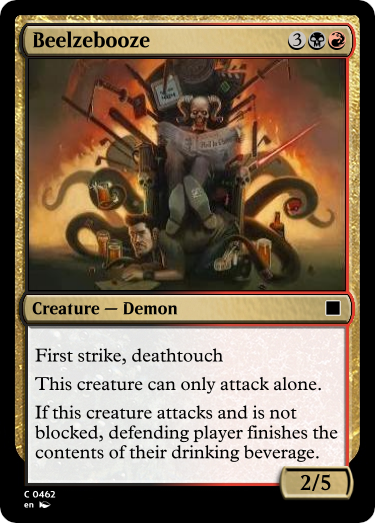 Beelzebooze 3
Creature — Demon
First strike, deathtouch
This creature can only attack alone.
If this creature attacks and is not
blocked, defending player finishes the
contents of their drinking beverage.
2/5
C 0462
en